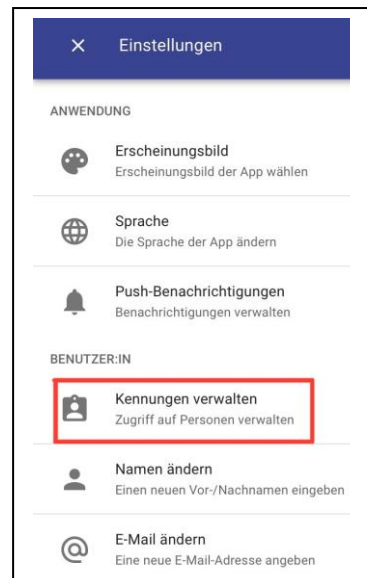 Einstellungen
ANWENDUNG
Erscheinungsbild
Erscheinungsbild der App wählen
Sprache
Die Sprache der App ändern
Push-Benachrichtigungen
Benachrichtigungen verwalten
BENUTZER:IN
Kennungen verwalten
Zugriff auf Personen verwalten
Namen ändern
Einen neuen Vor-/Nachnamen eingeben
E-Mail ändern
Eine neue E-Mail-Adresse angeben